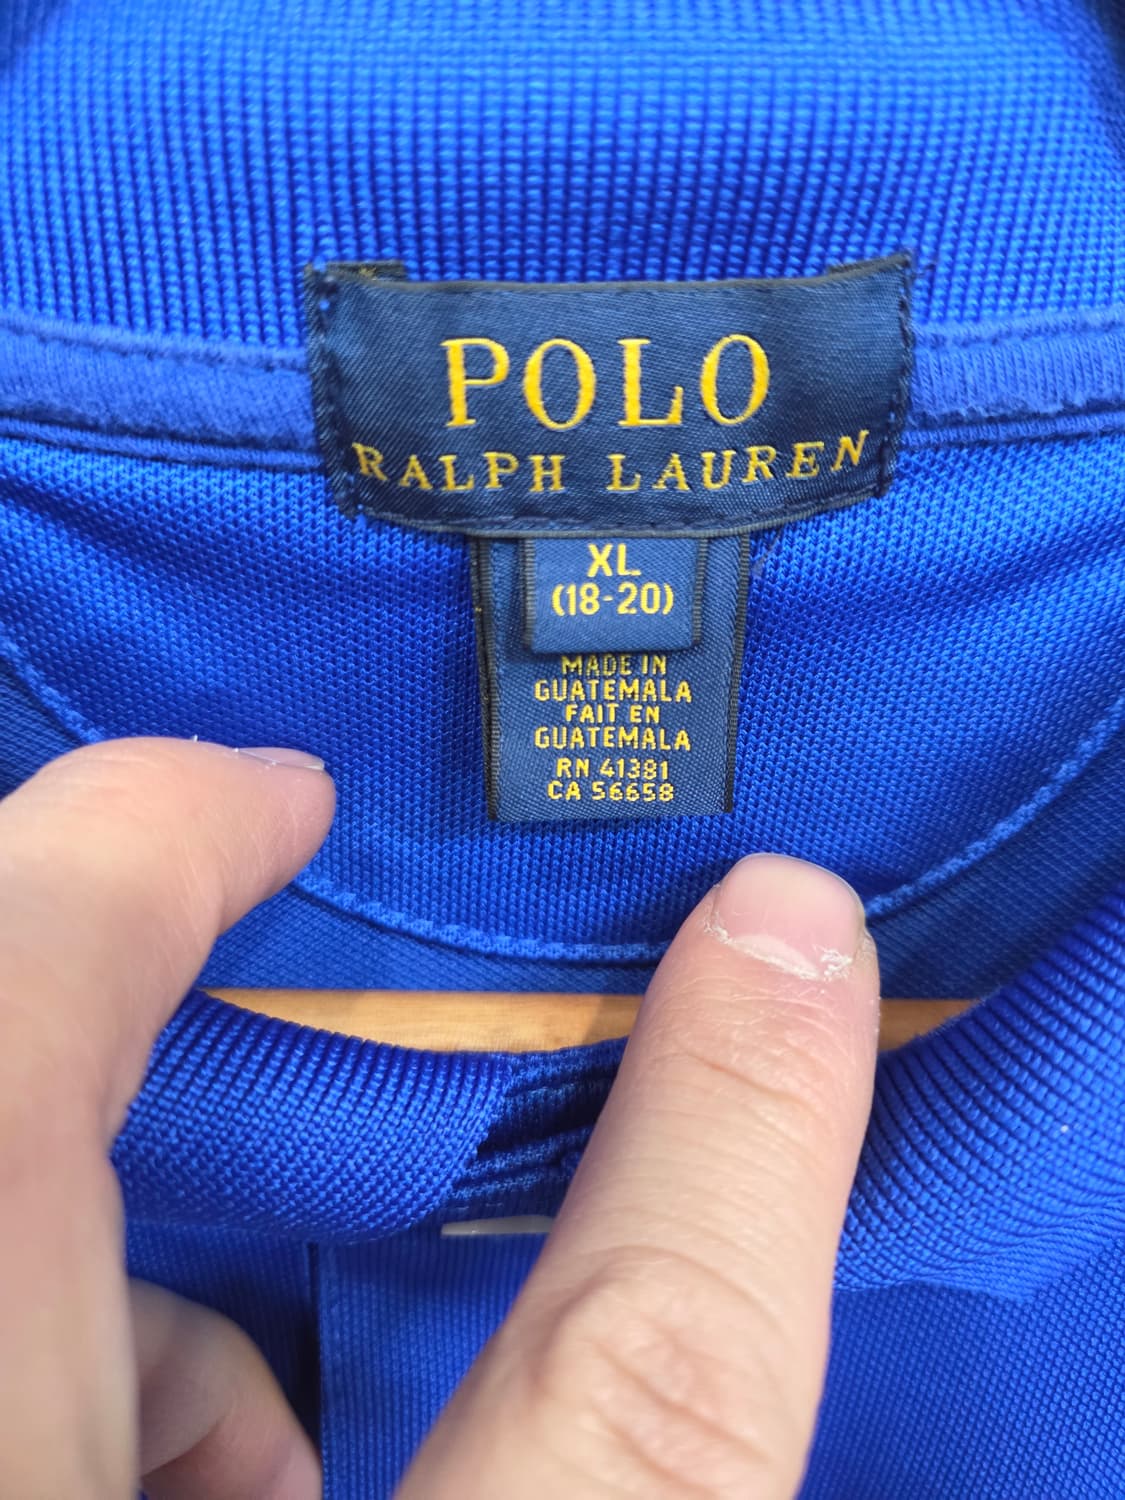 POLO
RALPH LAUREN
XL
(18-20)
MADE IN
GUATEMALA
FAIT EN
GUATEMALA
RN 41381
CA 56658